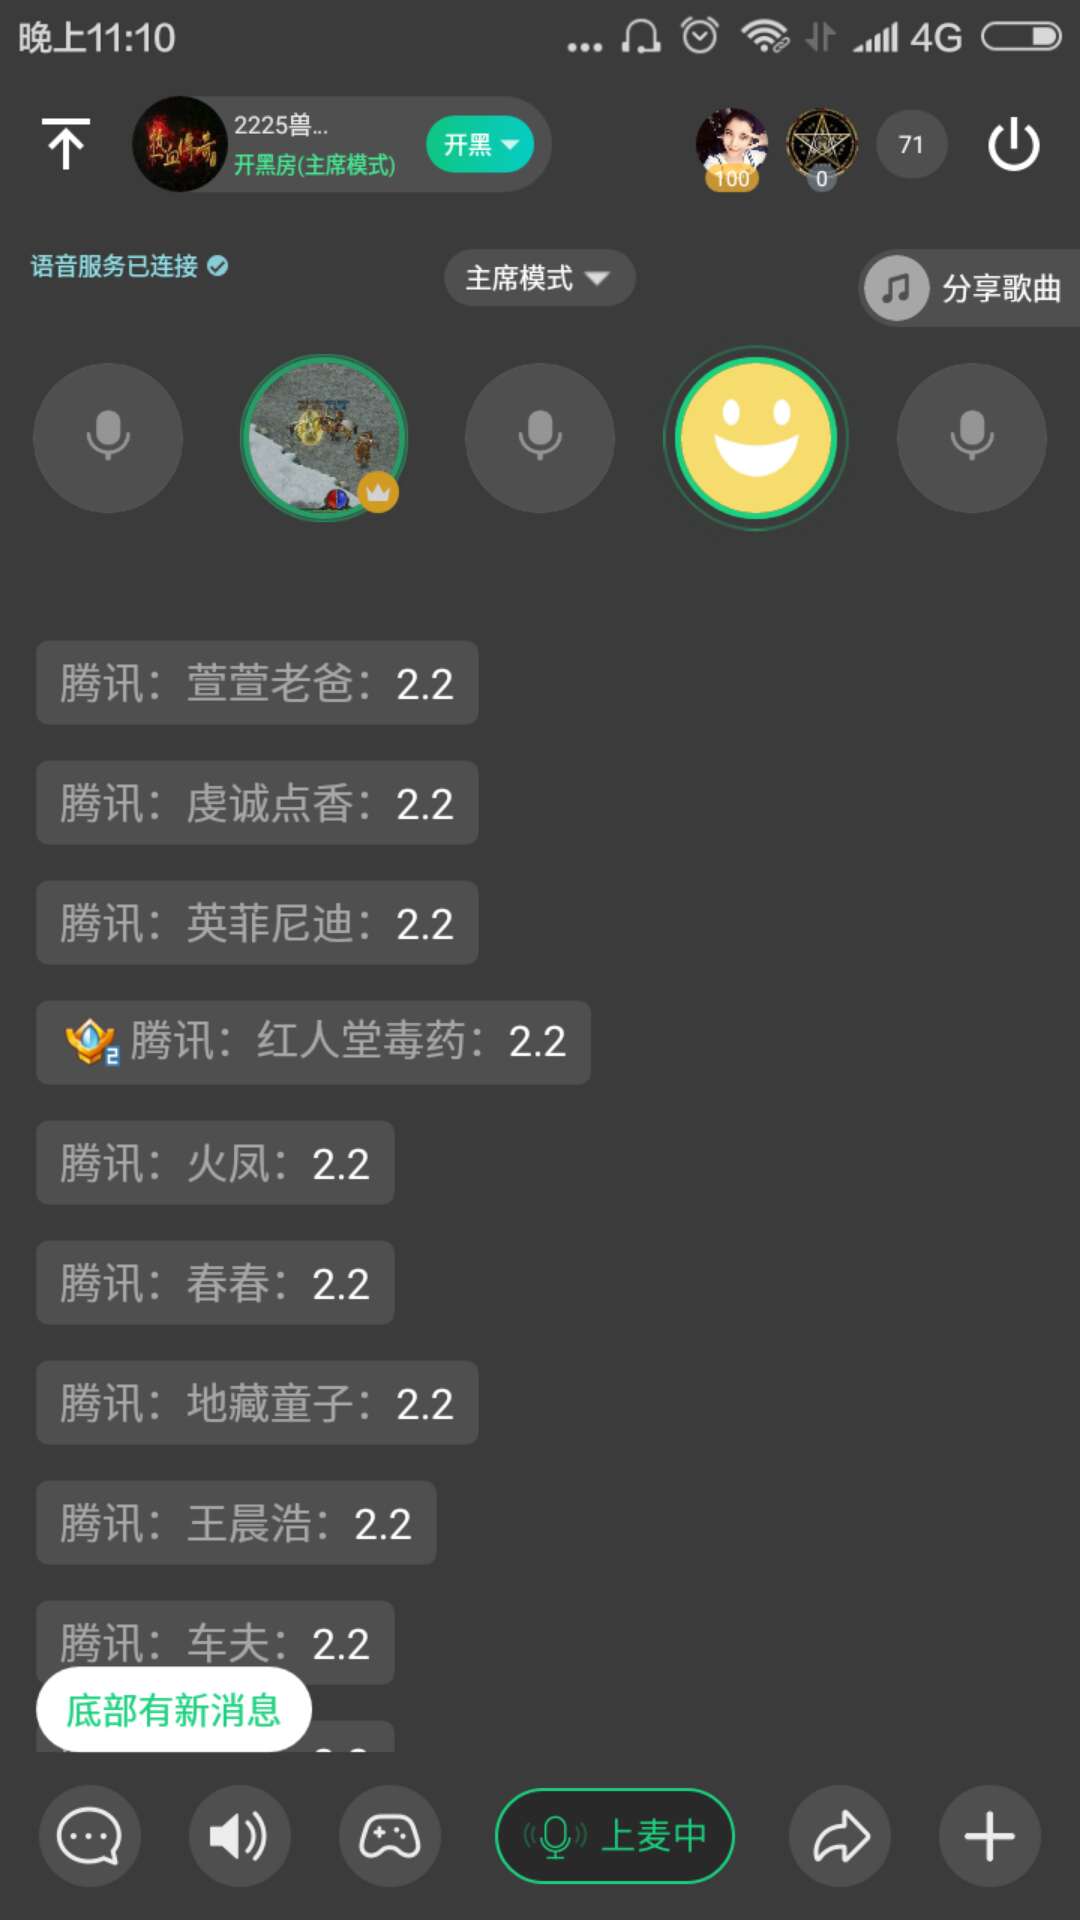 晚上11:10
4G
2225兽...
开黑房(主席模式)
开黑
100
0
71
热血传奇
语音服务已连接
主席模式
分享歌曲
腾讯：萱萱老爸：2.2
腾讯：虔诚点香：2.2
腾讯：英菲尼迪：2.2
2 腾讯：红人堂毒药：2.2
腾讯：火凤：2.2
腾讯：春春：2.2
腾讯：地藏童子：2.2
腾讯：王晨浩：2.2
腾讯：车夫：2.2
底部有新消息
上麦中